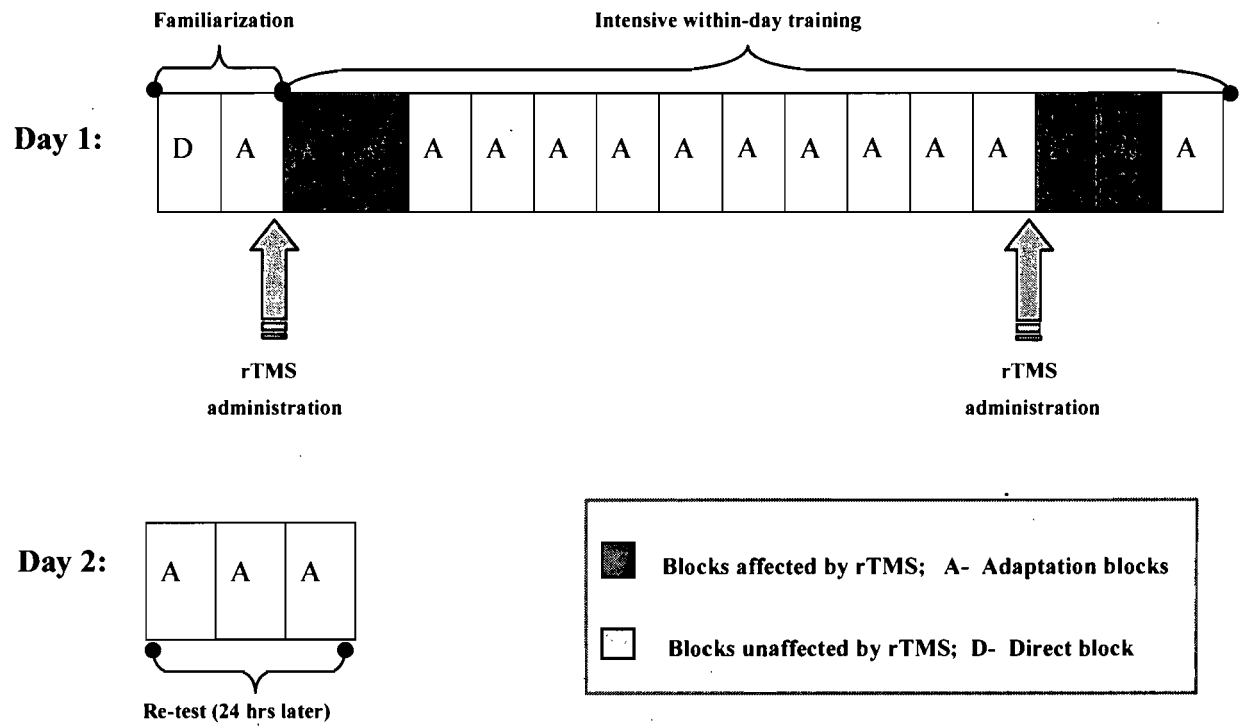 Familiarization
Intensive within-day training
Day 1:
D A A A A A A A A A A A A
rTMS
administration
rTMS
administration
Day 2:
A A A
Re-test (24 hrs later)
Blocks affected by rTMS; A- Adaptation blocks
Blocks unaffected by rTMS; D- Direct block